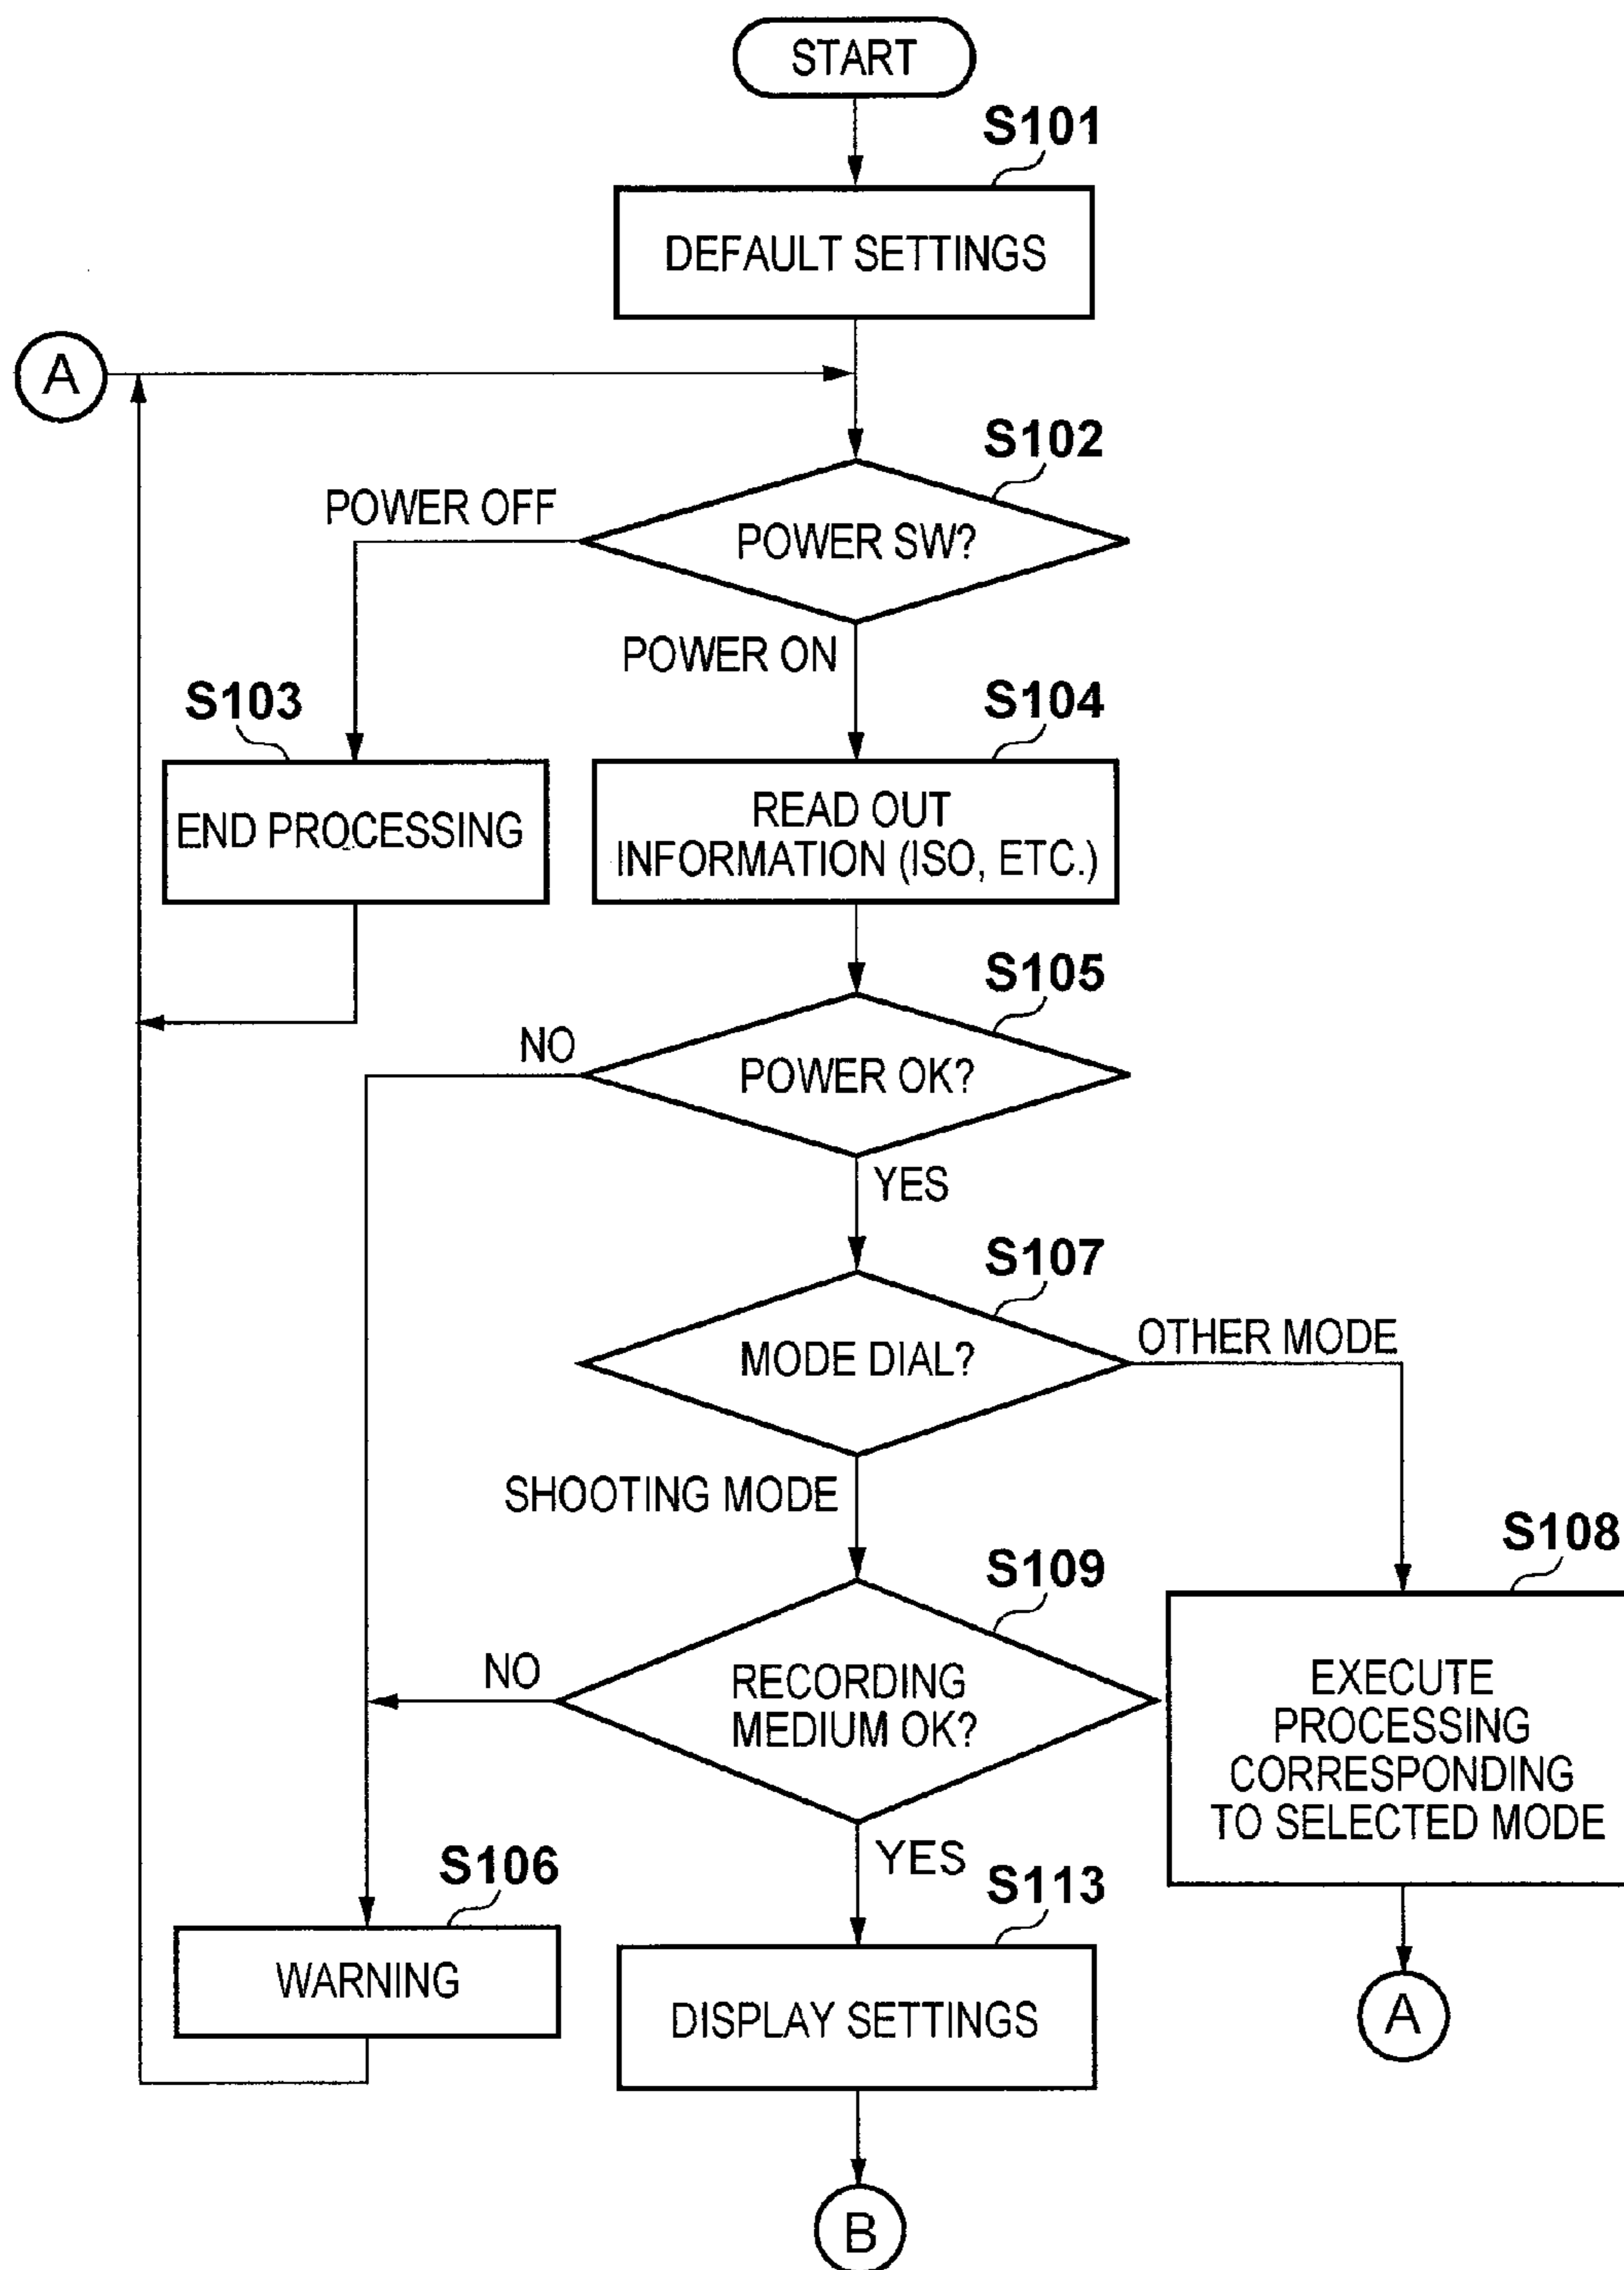 START
S101
DEFAULT SETTINGS
A
S102
POWER OFF
POWER SW?
POWER ON
S103
S104
END PROCESSING
READ OUT
INFORMATION (ISO, ETC.)
S105
NO
POWER OK?
YES
S107
OTHER MODE
MODE DIAL?
SHOOTING MODE
S108
S109
NO
RECORDING
MEDIUM OK?
EXECUTE
PROCESSING
CORRESPONDING
TO SELECTED MODE
YES
S106
S113
WARNING
DISPLAY SETTINGS
A
B